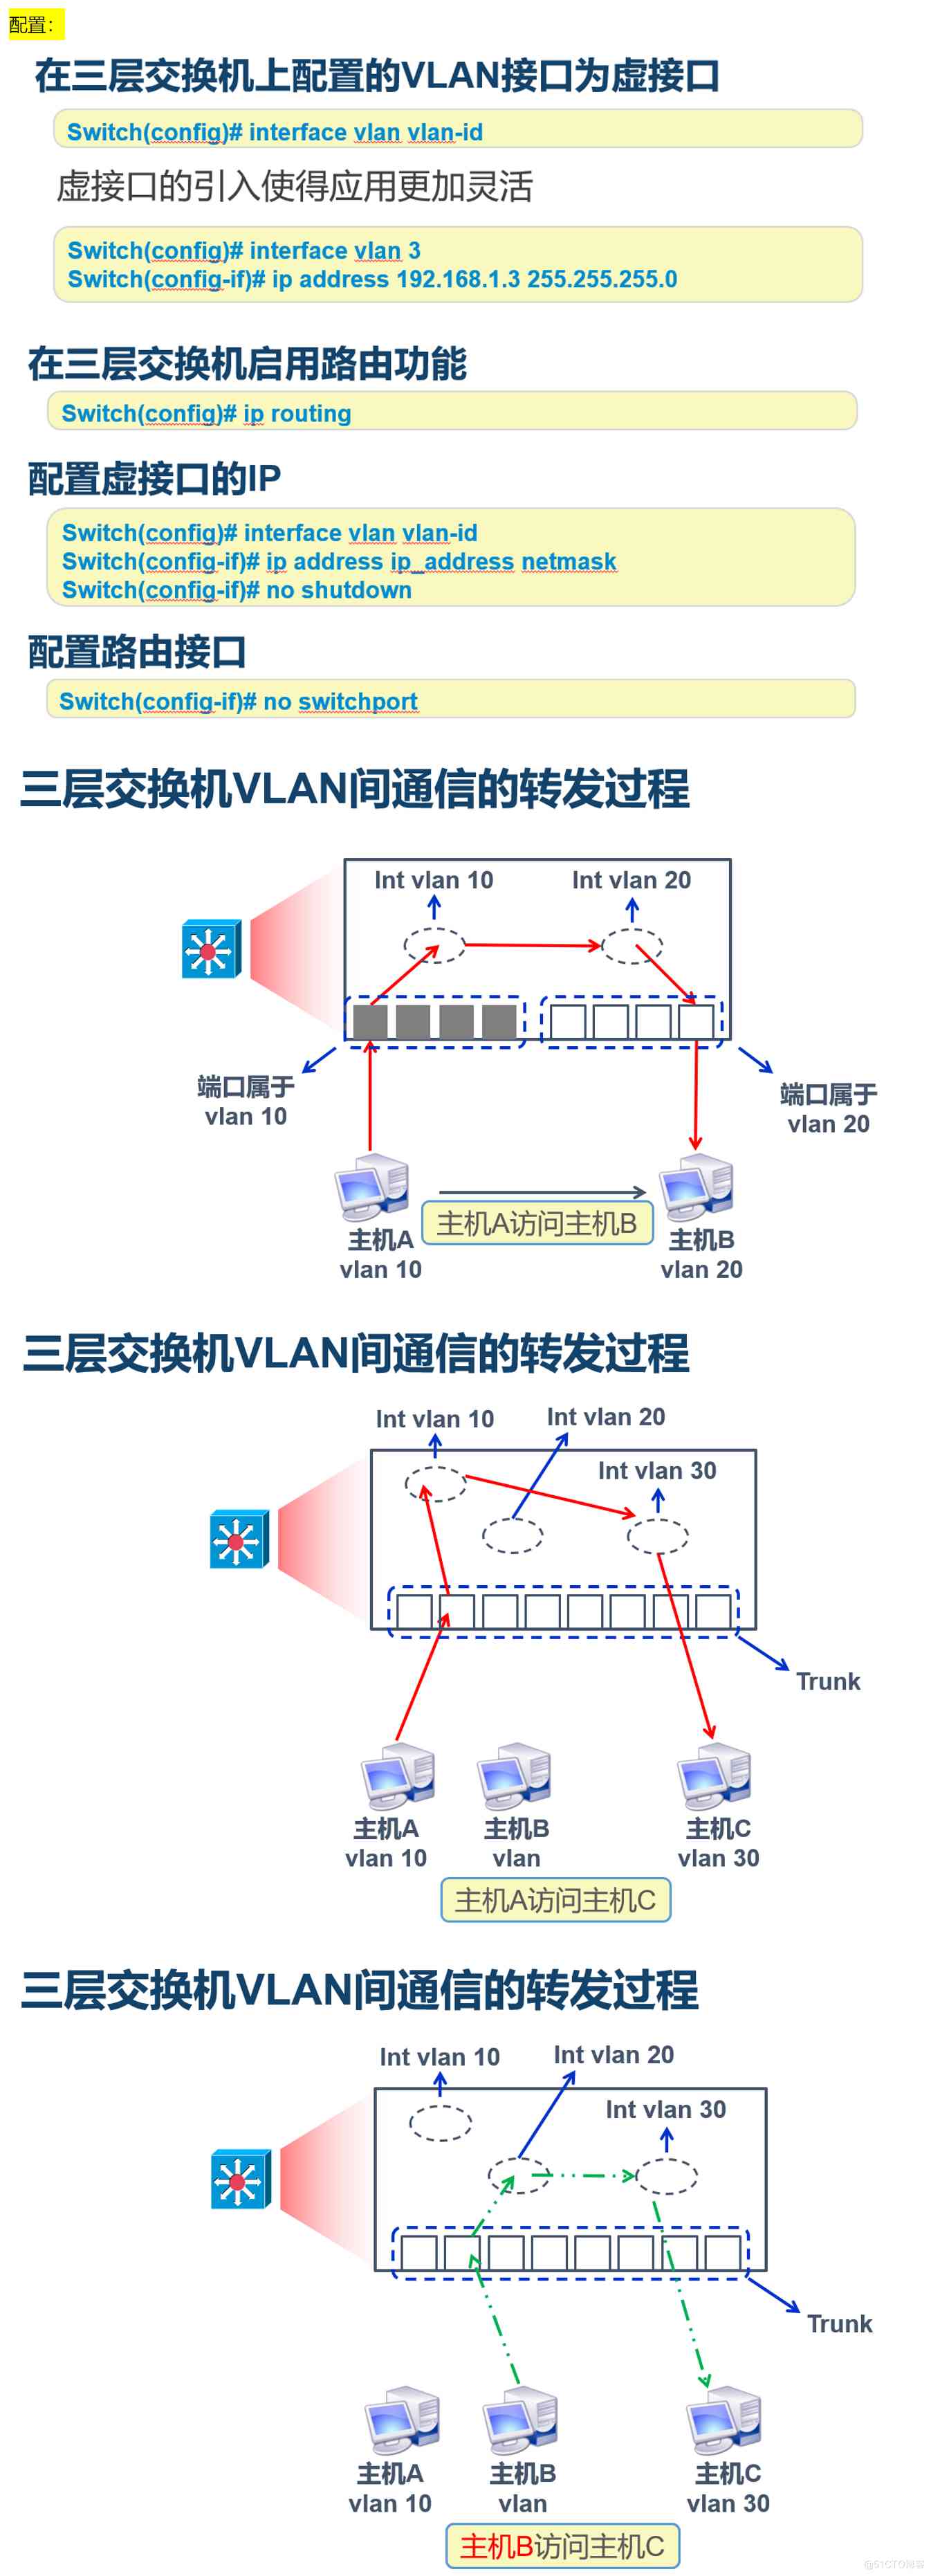 配置：
在三层交换机上配置的VLAN接口为虚接口
Switch(config)# interface vlan vlan-id
虚接口的引入使得应用更加灵活
Switch(config)# interface vlan 3
Switch(config-if)# ip address 192.168.1.3 255.255.255.0
在三层交换机启用路由功能
Switch(config)# ip routing
配置虚接口的IP
Switch(config)# interface vlan vlan-id
Switch(config-if)# ip address ip_address netmask
Switch(config-if)# no shutdown
配置路由接口
Switch(config-if)# no switchport
三层交换机VLAN间通信的转发过程
Int vlan 10
Int vlan 20
端口属于
vlan 10
端口属于
vlan 20
主机A访问主机B
主机A
vlan 10
主机B
vlan 20
三层交换机VLAN间通信的转发过程
Int vlan 10
Int vlan 20
Int vlan 30
Trunk
主机A
vlan 10
主机B
vlan
主机C
vlan 30
主机A访问主机C
三层交换机VLAN间通信的转发过程
Int vlan 10
Int vlan 20
Int vlan 30
Trunk
主机A
vlan 10
主机B
vlan
主机C
vlan 30
主机B访问主机C
@51CTO博客